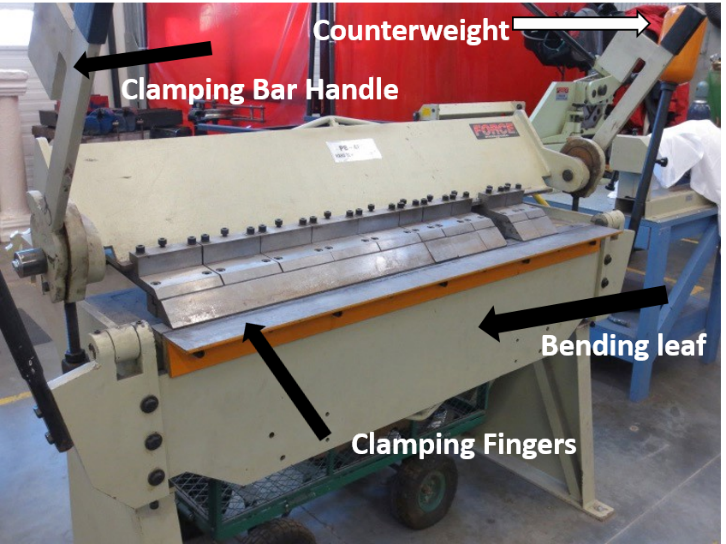 Counterweight
Clamping Bar Handle
FORCE
Bending leaf
Clamping Fingers